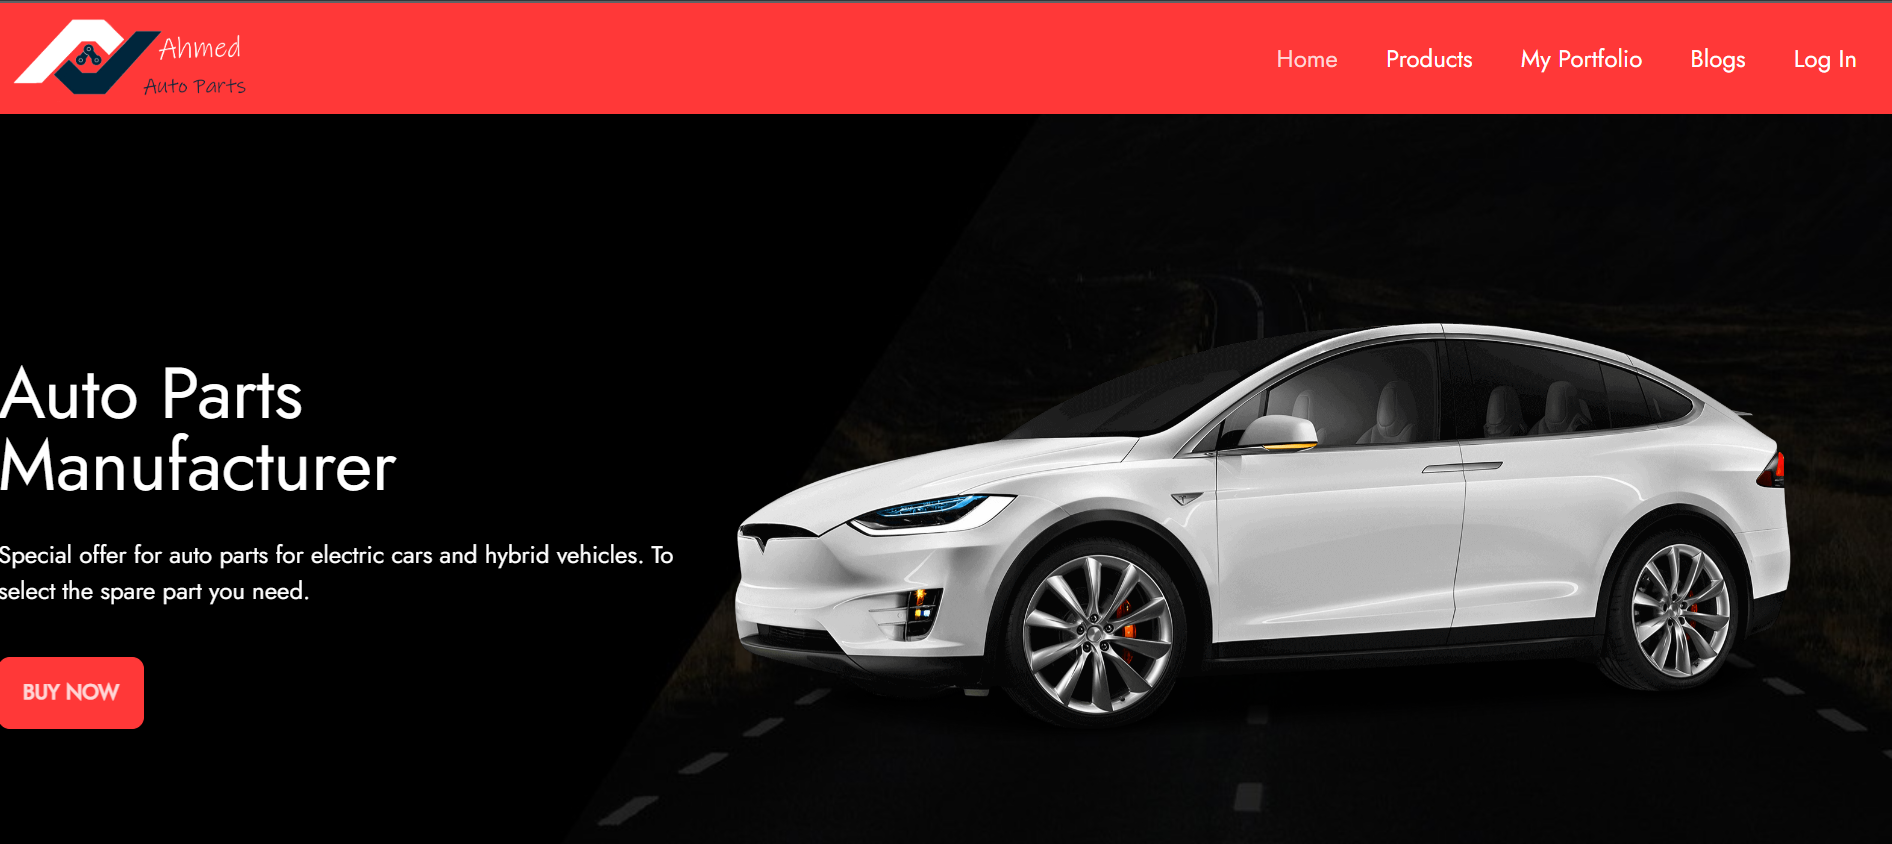 Ahmed
Auto Parts
Home Products My Portfolio Blogs Log In
Auto Parts
Manufacturer
Special offer for auto parts for electric cars and hybrid vehicles. To
select the spare part you need.
BUY NOW